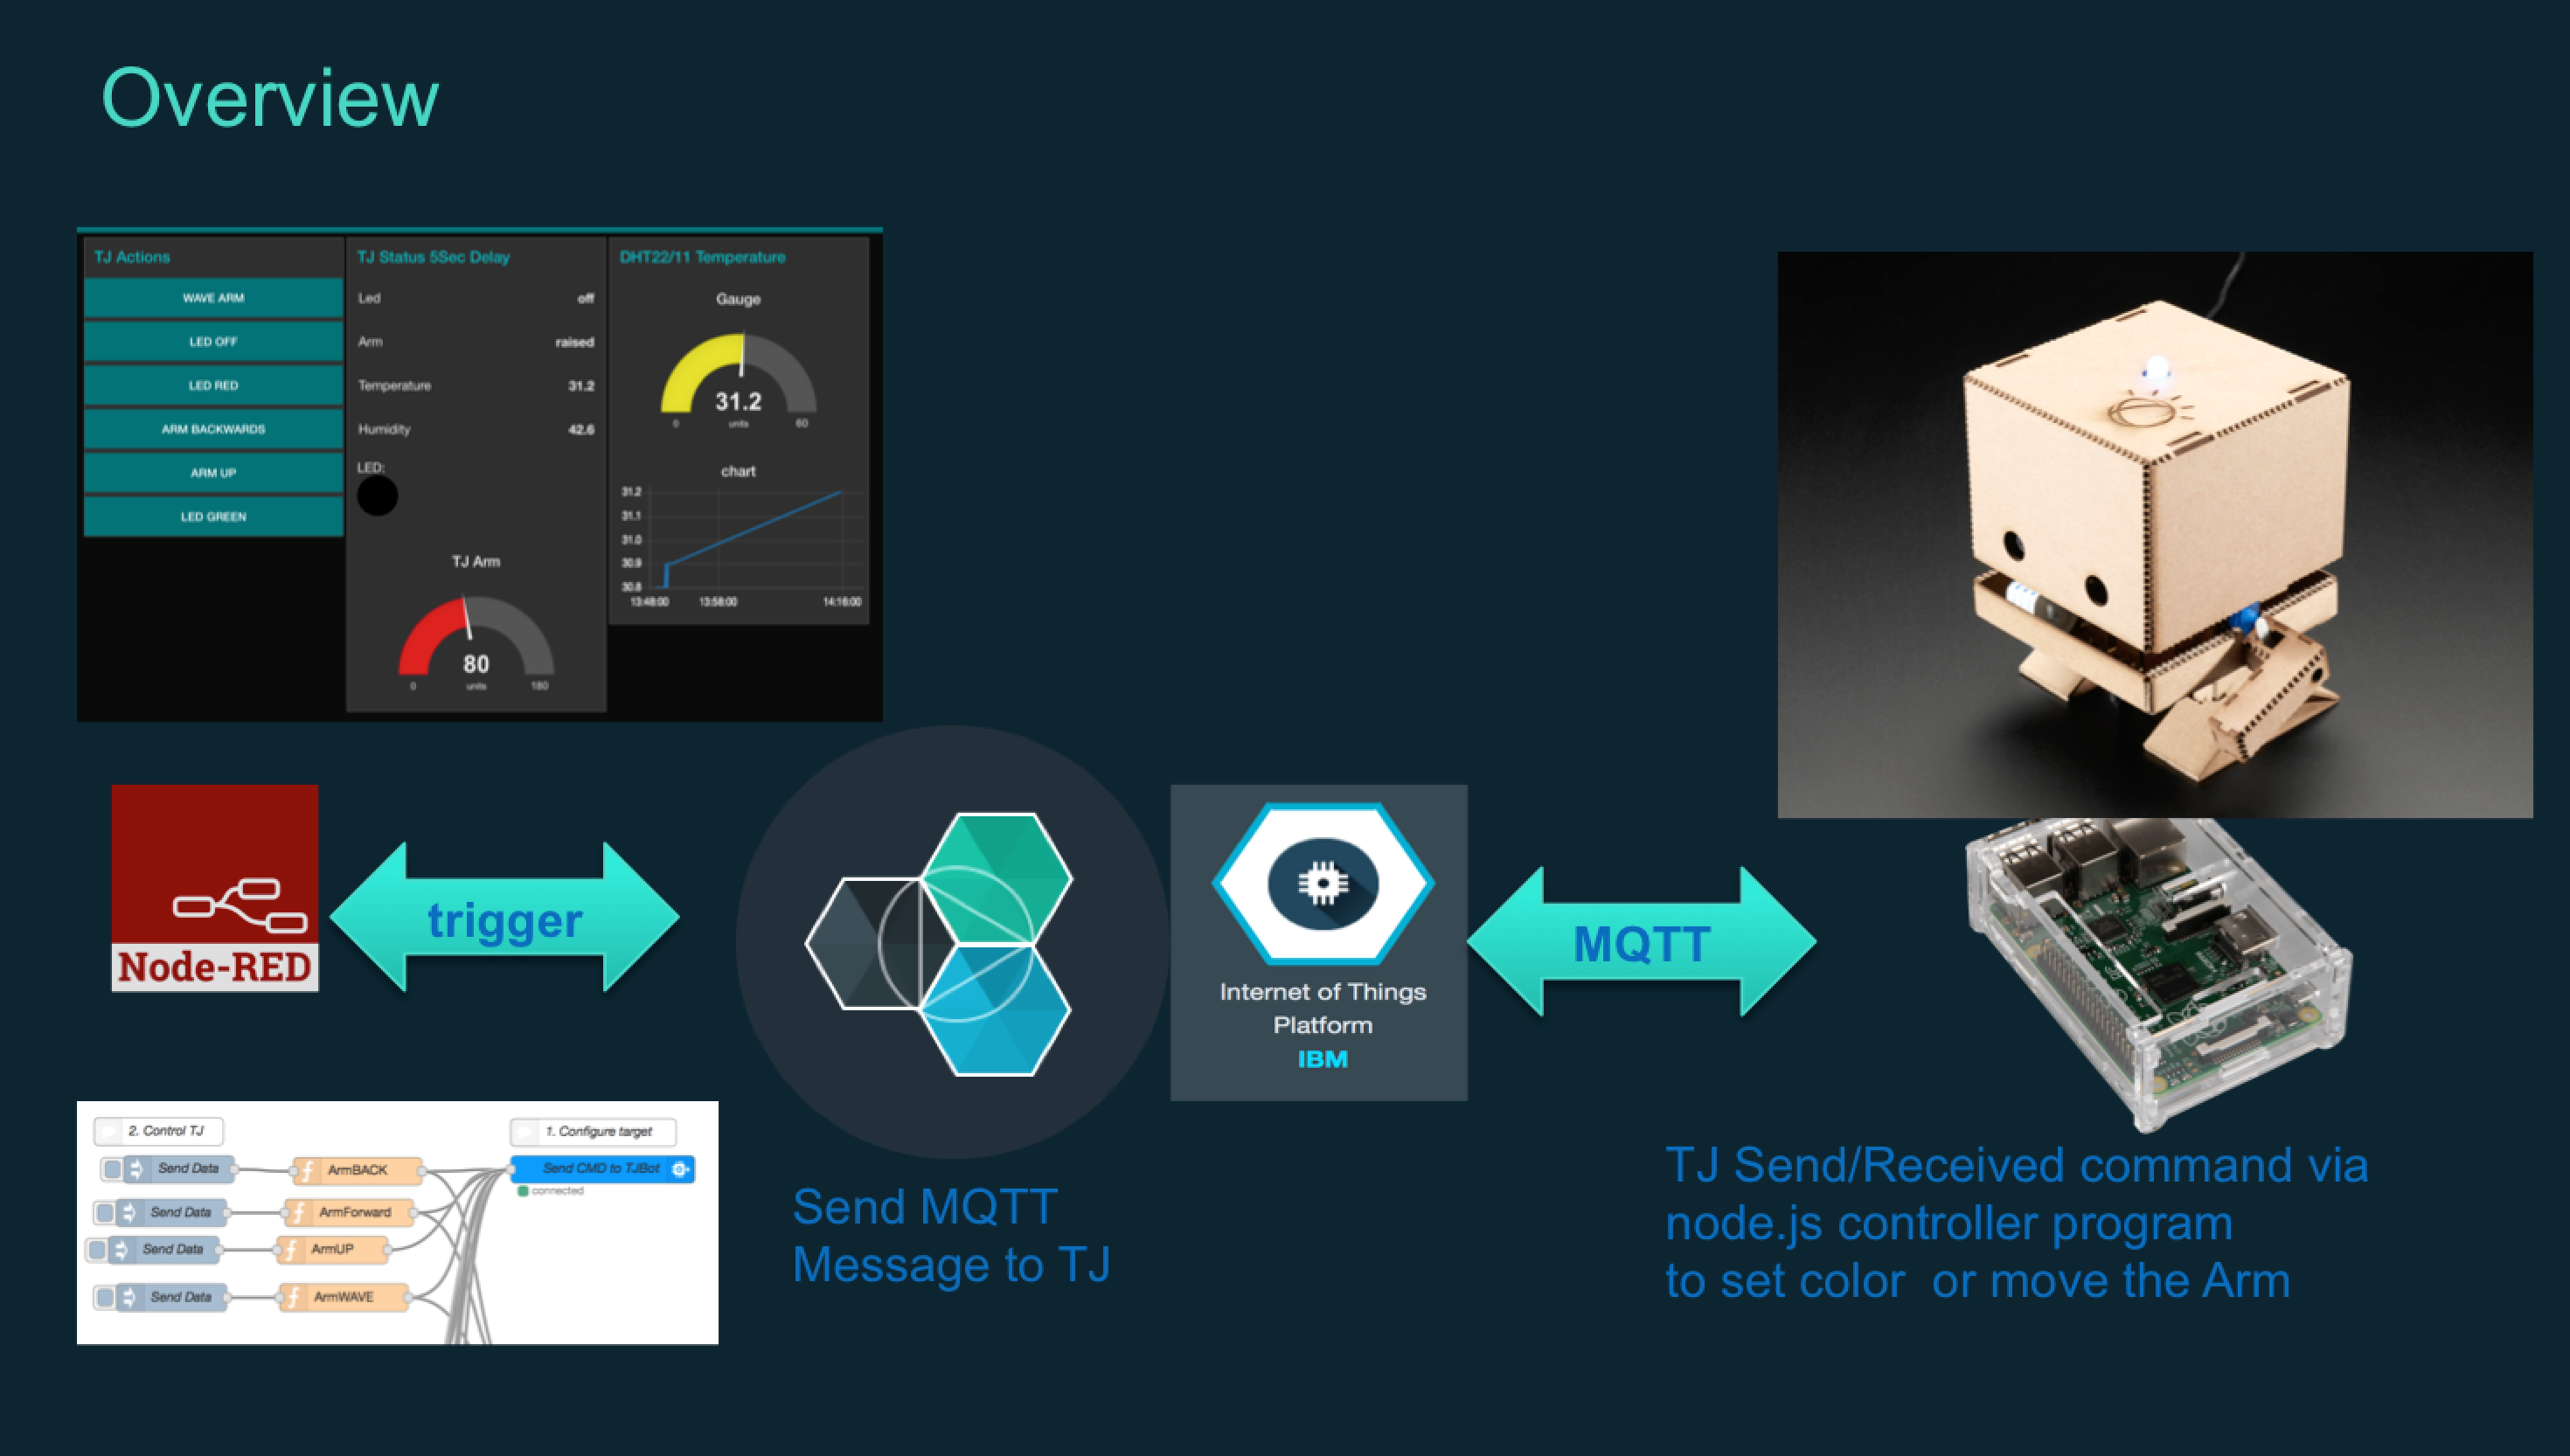 Overview
TJ Actions
WAVE ARM
LED OFF
LED RED
ARM BACKWARDS
ARM UP
LED GREEN
TJ Status 5Sec Delay
Led off
Arm raised
Temperature 31.2
Humidity 42.6
LED:
TJ Arm
80
0 units 180
DHT22/11 Temperature
Gauge
31.2
0 units 60
chart
31.2
31.1
31.0
30.9
30.8
13:48:00 13:58:00 14:16:00
Node-RED
trigger
Internet of Things
Platform
IBM
MQTT
2. Control TJ
1. Configure target
Send Data ArmBACK
Send CMD to TJBot
connected
Send Data ArmForward
Send Data ArmUP
Send Data ArmWAVE
Send MQTT
Message to TJ
TJ Send/Received command via
node.js controller program
to set color or move the Arm